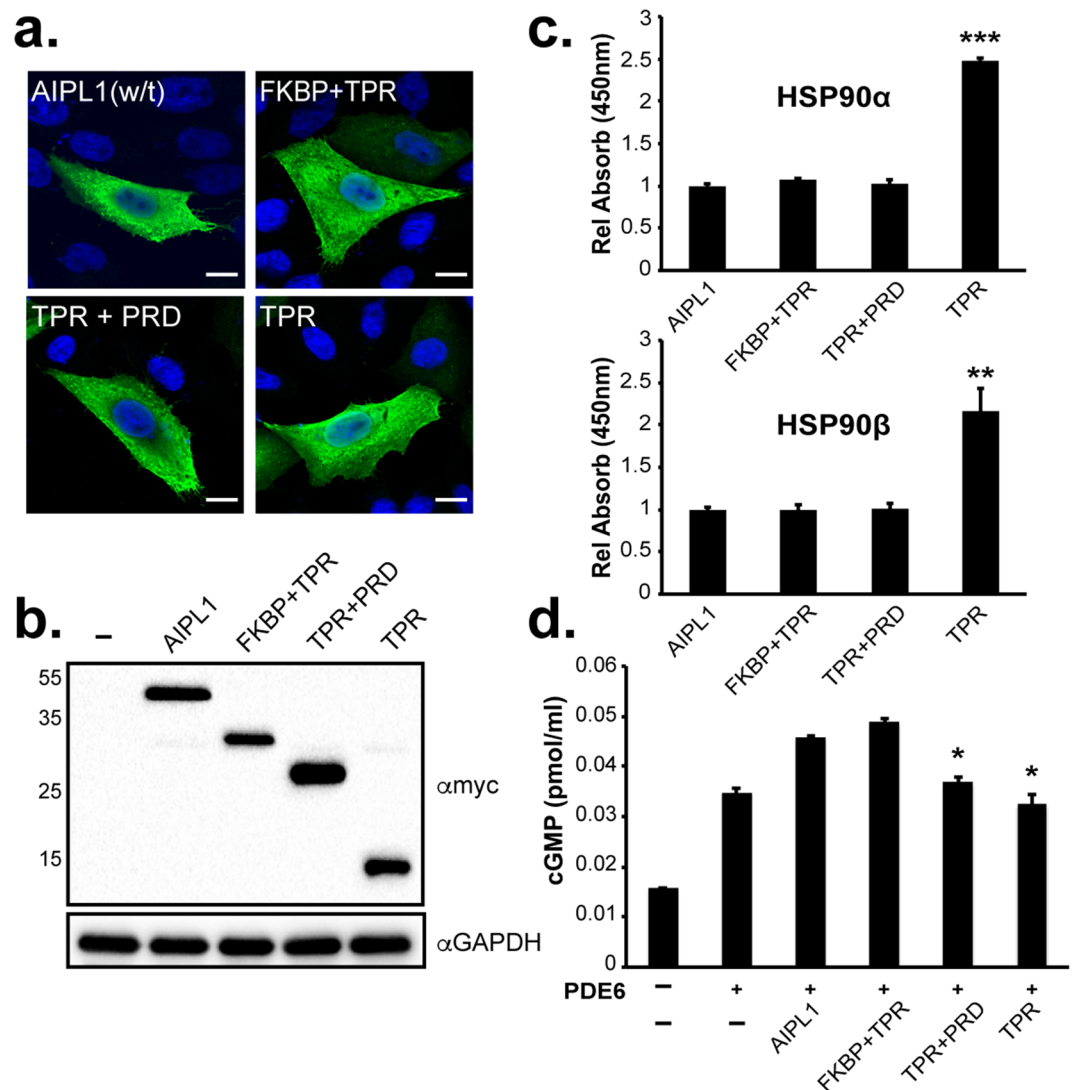 a.
AIPL1(w/t)
FKBP+TPR
TPR + PRD
TPR
b.
–
AIPL1
FKBP+TPR
TPR+PRD
TPR
55
35
25
15
αmyc
αGAPDH
c.
3
2.5
2
1.5
1
0.5
0
Rel Absorb (450nm)
HSP90α
***
AIPL1
FKBP+TPR
TPR+PRD
TPR
3
2.5
2
1.5
1
0.5
0
Rel Absorb (450nm)
HSP90β
**
AIPL1
FKBP+TPR
TPR+PRD
TPR
d.
0.06
0.05
0.04
0.03
0.02
0.01
0
cGMP (pmol/ml)
*
*
PDE6 – + + + + +
– – AIPL1 FKBP+TPR TPR+PRD TPR